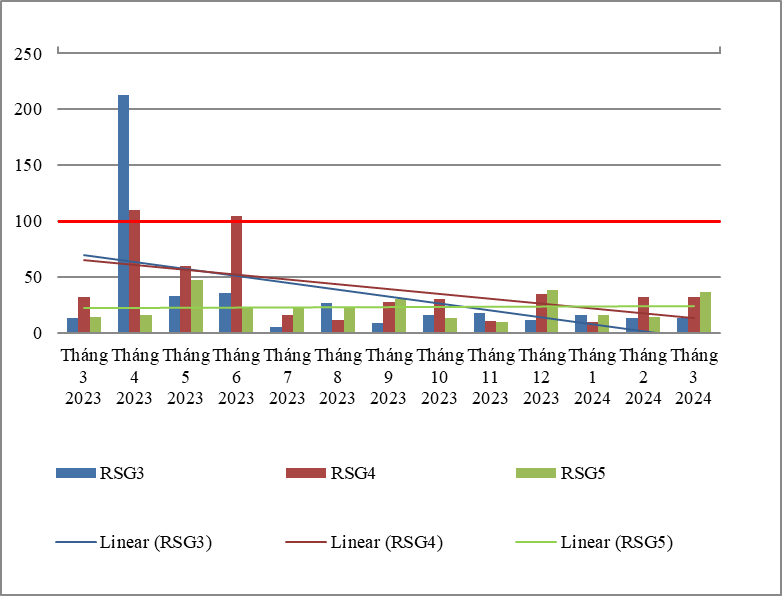 250
200
150
100
50
0
Tháng Tháng Tháng Tháng Tháng Tháng Tháng Tháng Tháng Tháng Tháng Tháng Tháng
3 4 5 6 7 8 9 10 11 12 1 2 3
2023 2023 2023 2023 2023 2023 2023 2023 2023 2023 2024 2024 2024
RSG3 RSG4 RSG5
Linear (RSG3) Linear (RSG4) Linear (RSG5)